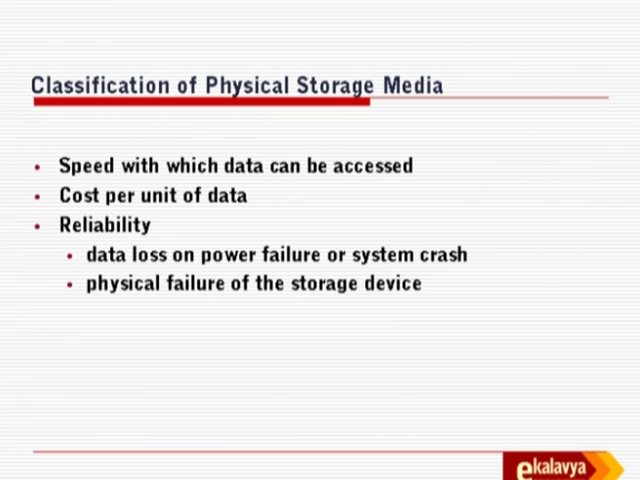 Classification of Physical Storage Media
• Speed with which data can be accessed
• Cost per unit of data
• Reliability
• data loss on power failure or system crash
• physical failure of the storage device
ekalavya